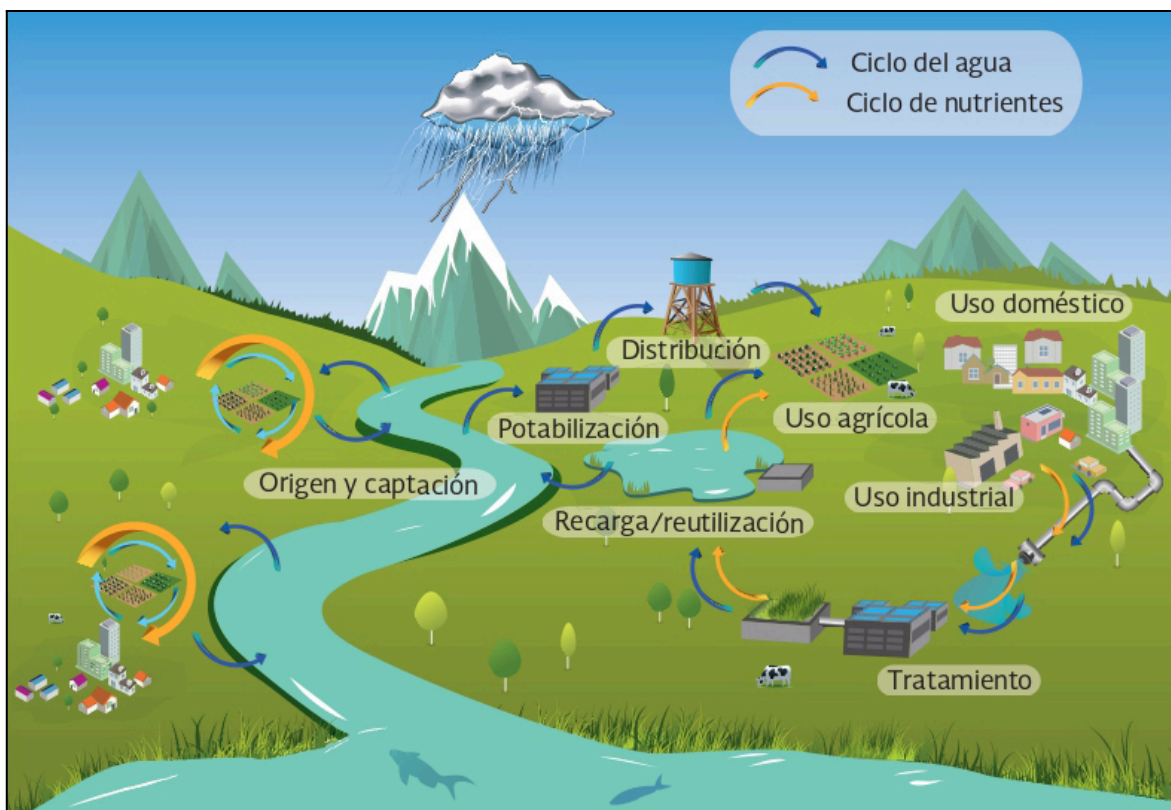 Ciclo del agua
Ciclo de nutrientes
Uso doméstico
Distribución
Uso agrícola
Potabilización
Origen y captación
Uso industrial
Recarga/reutilización
Tratamiento